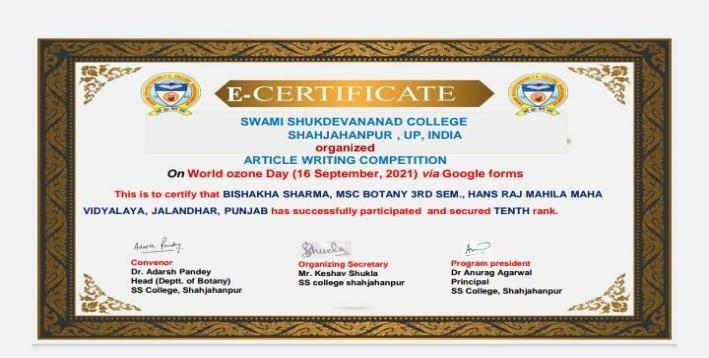 E-CERTIFICATE
SWAMI SHUKDEVANANAD COLLEGE
SHAHJAHANPUR , UP, INDIA
organized
ARTICLE WRITING COMPETITION
On World ozone Day (16 September, 2021) via Google forms
This is to certify that BISHAKHA SHARMA, MSC BOTANY 3RD SEM., HANS RAJ MAHILA MAHA
VIDYALAYA, JALANDHAR, PUNJAB has successfully participated and secured TENTH rank.
Adarsh Pandey
Convenor
Dr. Adarsh Pandey
Head (Deptt. of Botany)
SS College, Shahjahanpur
Shukla
Organizing Secretary
Mr. Keshav Shukla
SS college shahjahanpur
Program president
Dr Anurag Agarwal
Principal
SS College, Shahjahanpur